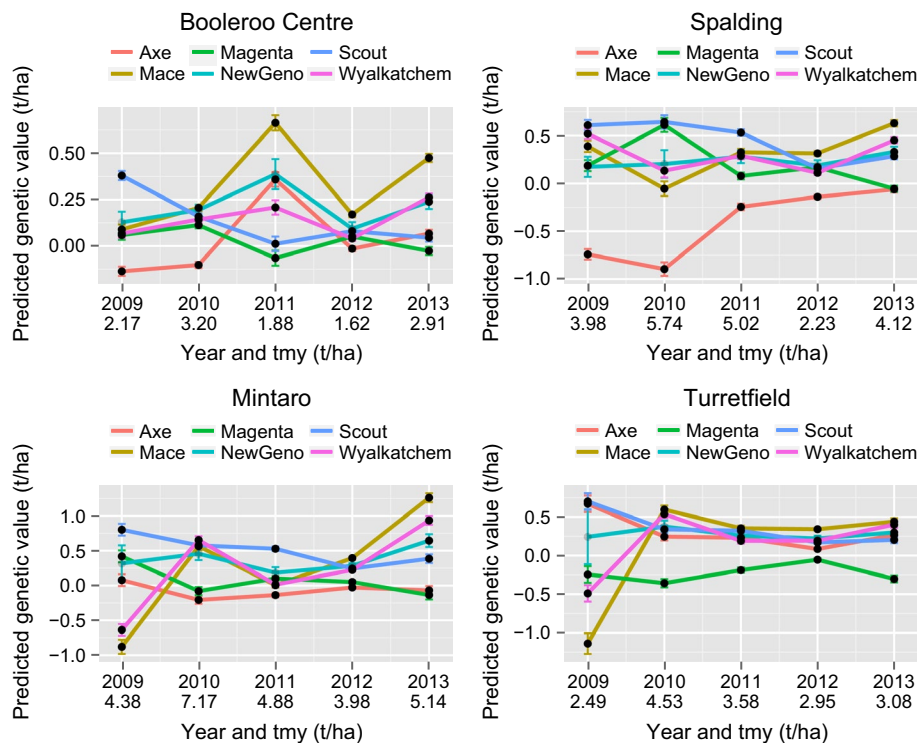 Booleroo Centre
Axe Magenta Scout
Mace NewGeno Wyalkatchem
Predicted genetic value (t/ha)
0.50
0.25
0.00
2009 2010 2011 2012 2013
2.17 3.20 1.88 1.62 2.91
Year and tmy (t/ha)
Spalding
Axe Magenta Scout
Mace NewGeno Wyalkatchem
Predicted genetic value (t/ha)
0.5
0.0
−0.5
−1.0
2009 2010 2011 2012 2013
3.98 5.74 5.02 2.23 4.12
Year and tmy (t/ha)
Mintaro
Axe Magenta Scout
Mace NewGeno Wyalkatchem
Predicted genetic value (t/ha)
1.0
0.5
0.0
−0.5
−1.0
2009 2010 2011 2012 2013
4.38 7.17 4.88 3.98 5.14
Year and tmy (t/ha)
Turretfield
Axe Magenta Scout
Mace NewGeno Wyalkatchem
Predicted genetic value (t/ha)
0.5
0.0
−0.5
−1.0
2009 2010 2011 2012 2013
2.49 4.53 3.58 2.95 3.08
Year and tmy (t/ha)